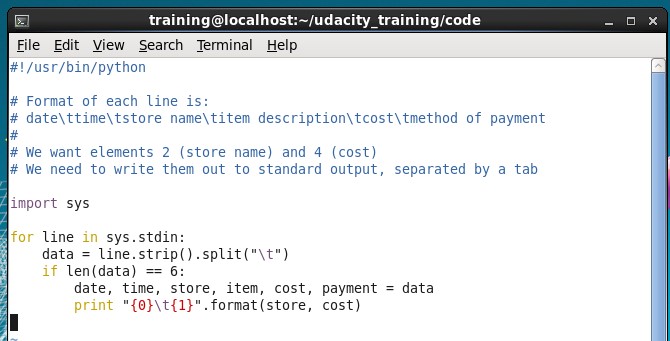 training@localhost:~/udacity_training/code
File Edit View Search Terminal Help
#!/usr/bin/python

# Format of each line is:
# date\ttime\tstore name\titem description\tcost\tmethod of payment
#
# We want elements 2 (store name) and 4 (cost)
# We need to write them out to standard output, separated by a tab

import sys

for line in sys.stdin:
    data = line.strip().split("\t")
    if len(data) == 6:
        date, time, store, item, cost, payment = data
        print "{0}\t{1}".format(store, cost)
~